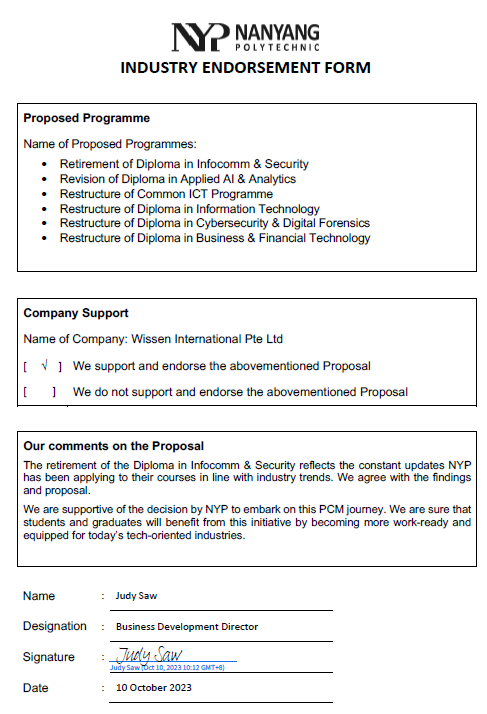 NYP NANYANG
POLYTECHNIC
INDUSTRY ENDORSEMENT FORM
Proposed Programme
Name of Proposed Programmes:
• Retirement of Diploma in Infocomm & Security
• Revision of Diploma in Applied AI & Analytics
• Restructure of Common ICT Programme
• Restructure of Diploma in Information Technology
• Restructure of Diploma in Cybersecurity & Digital Forensics
• Restructure of Diploma in Business & Financial Technology
Company Support
Name of Company: Wissen International Pte Ltd
[ √ ] We support and endorse the abovementioned Proposal
[ ] We do not support and endorse the abovementioned Proposal
Our comments on the Proposal
The retirement of the Diploma in Infocomm & Security reflects the constant updates NYP
has been applying to their courses in line with industry trends. We agree with the findings
and proposal.
We are supportive of the decision by NYP to embark on this PCM journey. We are sure that
students and graduates will benefit from this initiative by becoming more work-ready and
equipped for today's tech-oriented industries.
Name : Judy Saw
Designation : Business Development Director
Signature : Judy Saw
Judy Saw (Oct 10, 2023 10:12 GMT+8)
Date : 10 October 2023